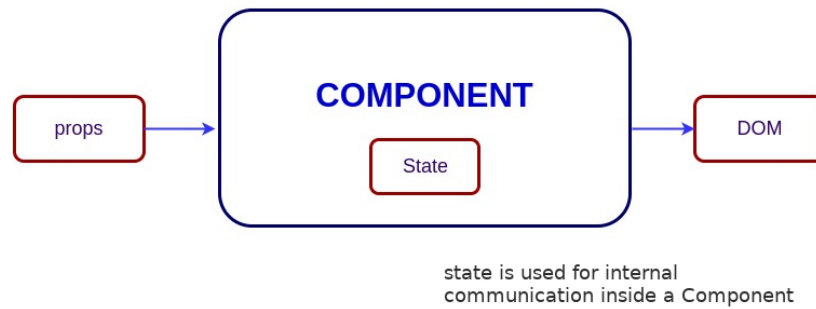 COMPONENT
props
State
DOM
state is used for internal
communication inside a Component